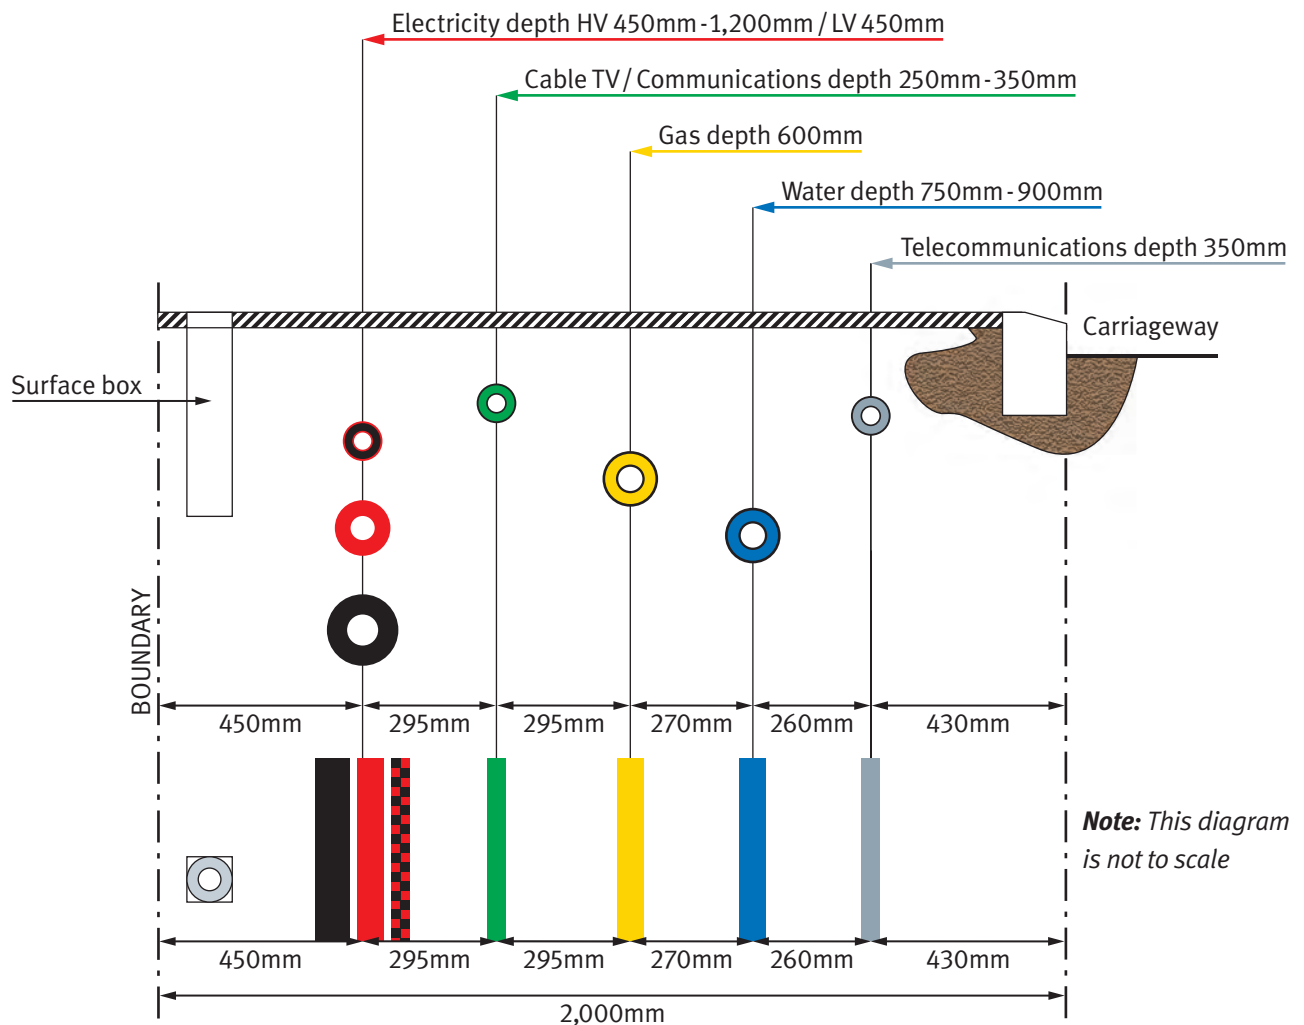 Electricity depth HV 450mm-1,200mm / LV 450mm
Cable TV / Communications depth 250mm-350mm
Gas depth 600mm
Water depth 750mm-900mm
Telecommunications depth 350mm
Carriageway
Surface box
BOUNDARY
450mm 295mm 295mm 270mm 260mm 430mm
Note: This diagram
is not to scale
450mm 295mm 295mm 270mm 260mm 430mm
2,000mm